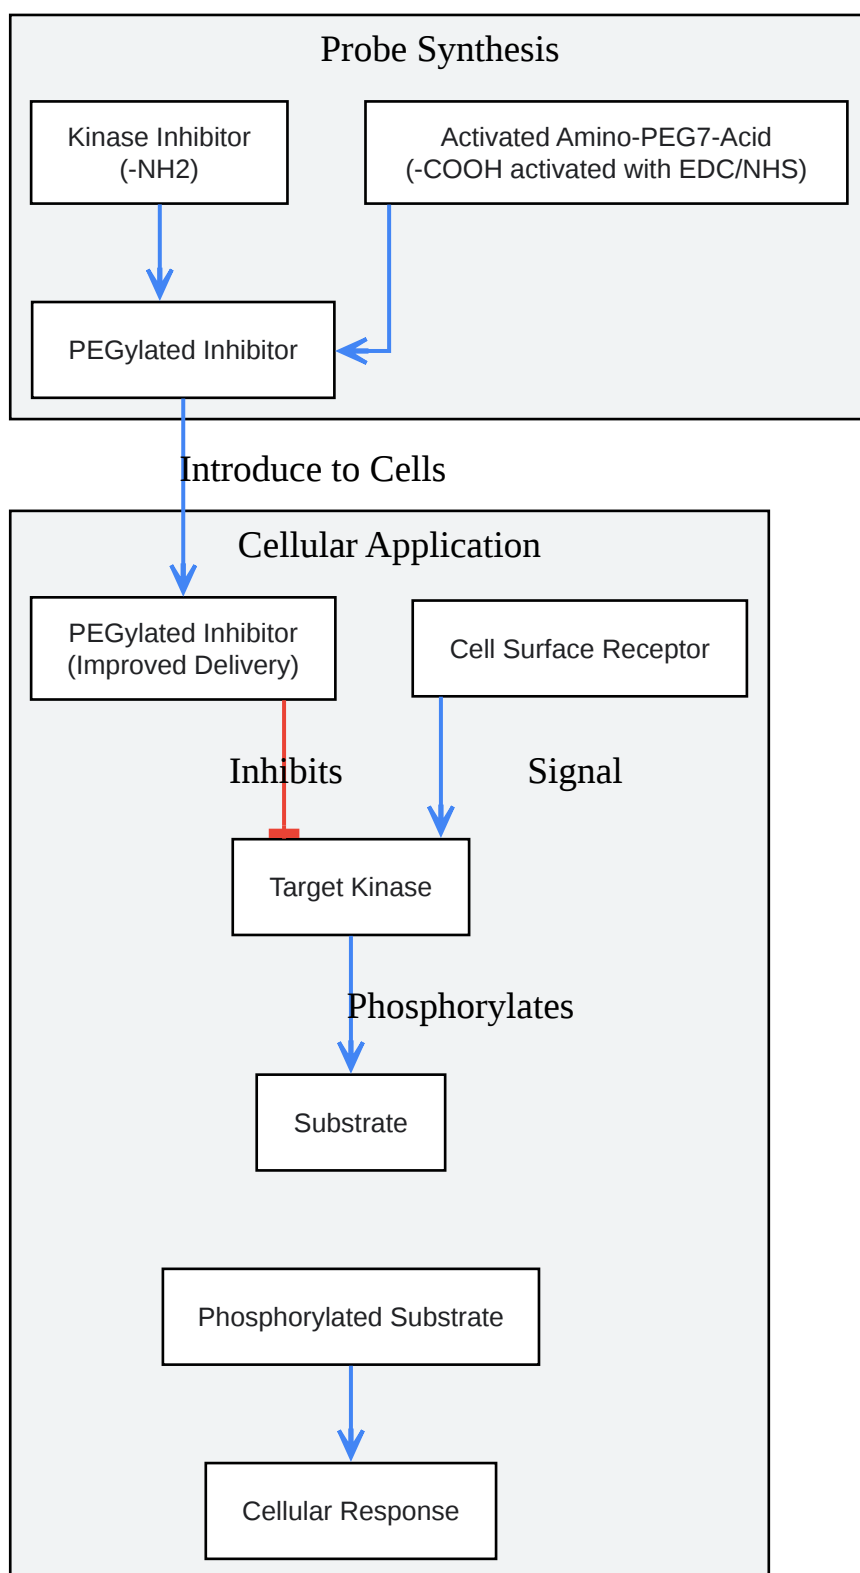 Probe Synthesis
Kinase Inhibitor
(-NH2)
Activated Amino-PEG7-Acid
(-COOH activated with EDC/NHS)
PEGylated Inhibitor
Introduce to Cells
Cellular Application
PEGylated Inhibitor
(Improved Delivery)
Cell Surface Receptor
Inhibits
Signal
Target Kinase
Phosphorylates
Substrate
Phosphorylated Substrate
Cellular Response